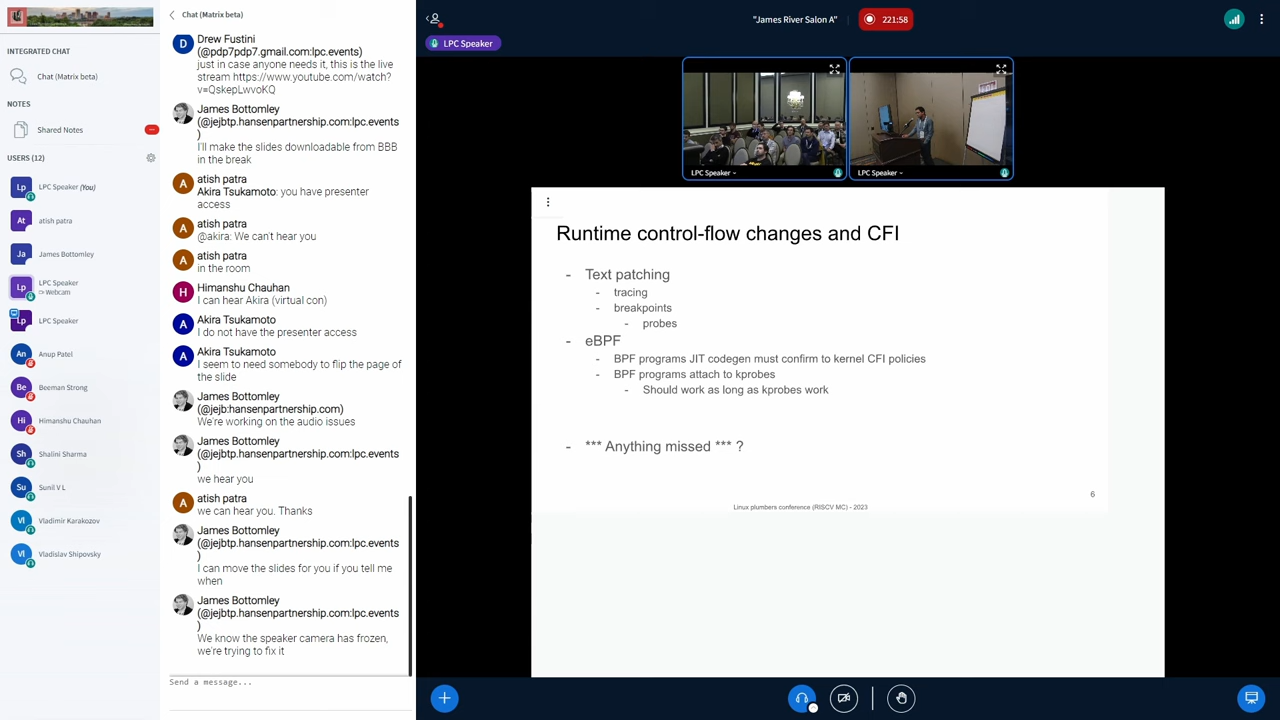 INTEGRATED CHAT
Chat (Matrix beta)
NOTES
Shared Notes
USERS (12)
Lp LPC Speaker (You)
At atish patra
Ja James Bottomley
Lp LPC Speaker
Webcam
Lp LPC Speaker
An Anup Patel
Be Beeman Strong
Hi Himanshu Chauhan
Sh Shalini Sharma
Su Sunil V L
Vl Vladimir Karakozov
Vl Vladislav Shipovsky
Chat (Matrix beta)
D Drew Fustini
(@pdp7pdp7.gmail.com:lpc.events)
just in case anyone needs it, this is the live
stream https://www.youtube.com/watch?
v=QskepLwvoKQ
James Bottomley
(@jejbtp.hansenpartnership.com:lpc.events
)
I'll make the slides downloadable from BBB
in the break
A atish patra
Akira Tsukamoto: you have presenter
access
A atish patra
@akira: We can't hear you
A atish patra
in the room
H Himanshu Chauhan
I can hear Akira (virtual con)
A Akira Tsukamoto
I do not have the presenter access
A Akira Tsukamoto
I seem to need somebody to flip the page of
the slide
James Bottomley
(@jejb:hansenpartnership.com)
We're working on the audio issues
James Bottomley
(@jejbtp.hansenpartnership.com:lpc.events
)
we hear you
A atish patra
we can hear you. Thanks
James Bottomley
(@jejbtp.hansenpartnership.com:lpc.events
)
I can move the slides for you if you tell me
when
James Bottomley
(@jejbtp.hansenpartnership.com:lpc.events
)
We know the speaker camera has frozen,
we're trying to fix it
Send a message...
"James River Salon A"
221:58
LPC Speaker
LPC Speaker
LPC Speaker
Runtime control-flow changes and CFI
- Text patching
- tracing
- breakpoints
- probes
- eBPF
- BPF programs JIT codegen must confirm to kernel CFI policies
- BPF programs attach to kprobes
- Should work as long as kprobes work
- *** Anything missed *** ?
6
Linux plumbers conference (RISCV MC) - 2023